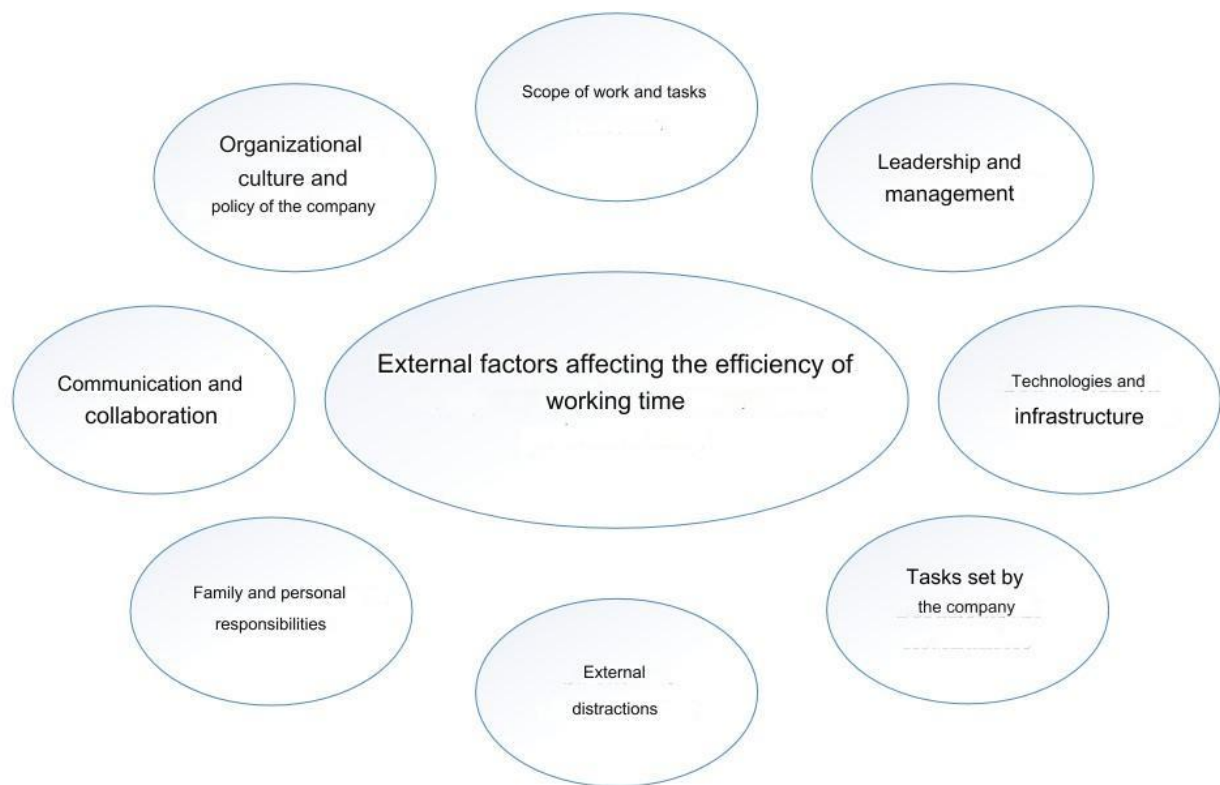 Scope of work and tasks
Organizational
culture and
policy of the company
Leadership and
management
External factors affecting the efficiency of
working time
Communication and
collaboration
Technologies and
infrastructure
Family and personal
responsibilities
Tasks set by
the company
External
distractions